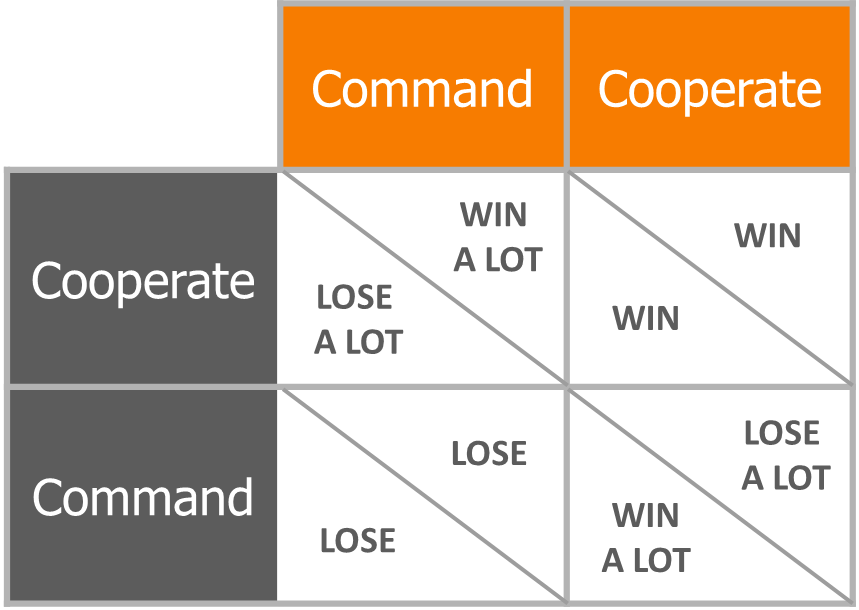 Command
Cooperate
Cooperate
WIN
A LOT
LOSE
A LOT
WIN
WIN
Command
LOSE
LOSE
LOSE
A LOT
WIN
A LOT